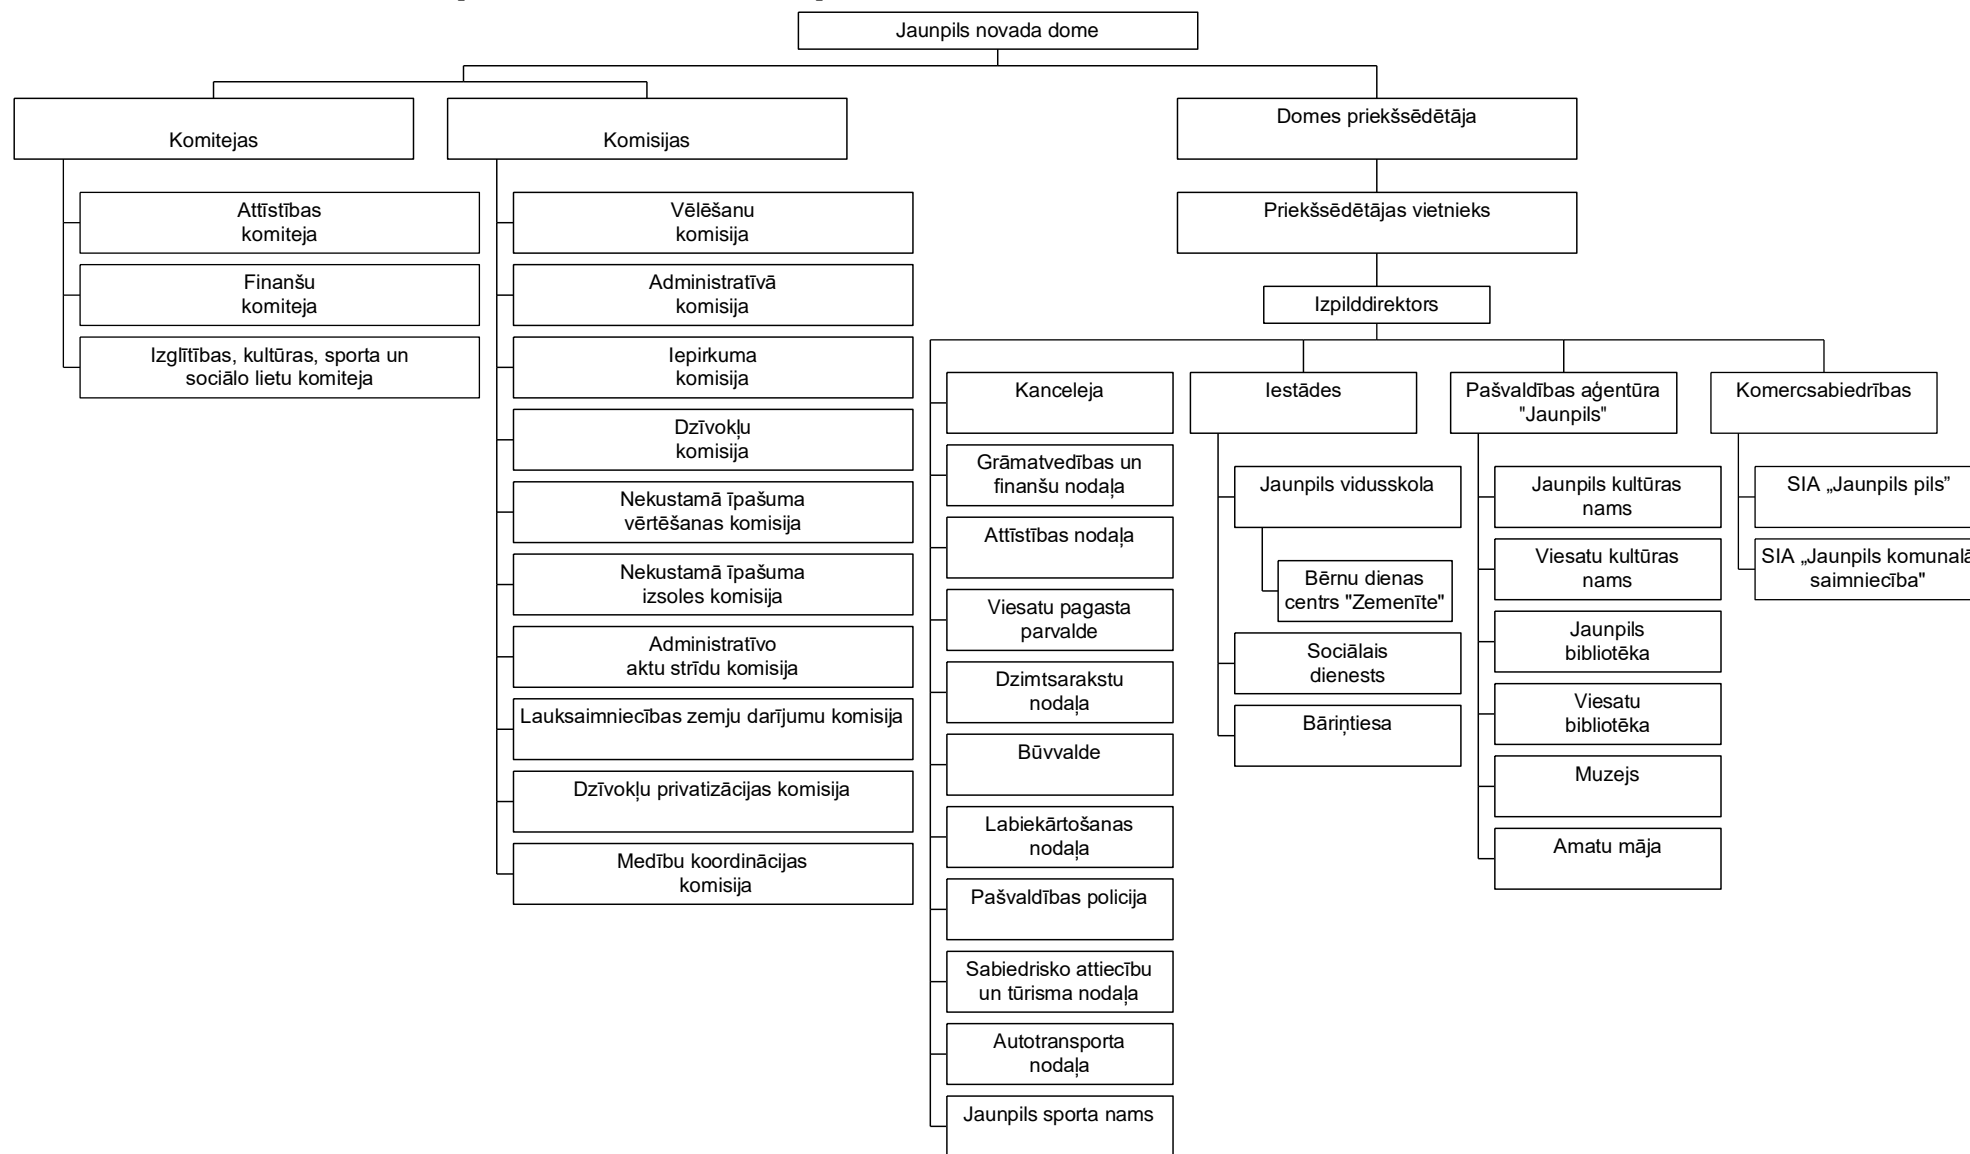 Jaunpils novada dome
Komitejas
Komisijas
Domes priekšsēdētāja
Priekšsēdētājas vietnieks
Izpilddirektors
Attīstības
komiteja
Finanšu
komiteja
Izglītības, kultūras, sporta un
sociālo lietu komiteja
Vēlēšanu
komisija
Administratīvā
komisija
Iepirkuma
komisija
Dzīvokļu
komisija
Nekustamā īpašuma
vērtēšanas komisija
Nekustamā īpašuma
izsoles komisija
Administratīvo
aktu strīdu komisija
Lauksaimniecības zemju darījumu komisija
Dzīvokļu privatizācijas komisija
Medību koordinācijas
komisija
Kanceleja
Grāmatvedības un
finanšu nodaļa
Attīstības nodaļa
Viesatu pagasta
parvalde
Dzimtsarakstu
nodaļa
Būvvalde
Labiekārtošanas
nodaļa
Pašvaldības policija
Sabiedrisko attiecību
un tūrisma nodaļa
Autotransporta
nodaļa
Jaunpils sporta nams
Iestādes
Jaunpils vidusskola
Bērnu dienas
centrs "Zemenīte"
Sociālais
dienests
Bāriņtiesa
Pašvaldības aģentūra
"Jaunpils"
Jaunpils kultūras
nams
Viesatu kultūras
nams
Jaunpils
bibliotēka
Viesatu
bibliotēka
Muzejs
Amatu māja
Komercsabiedrības
SIA „Jaunpils pils”
SIA „Jaunpils komunalā
saimniecība"